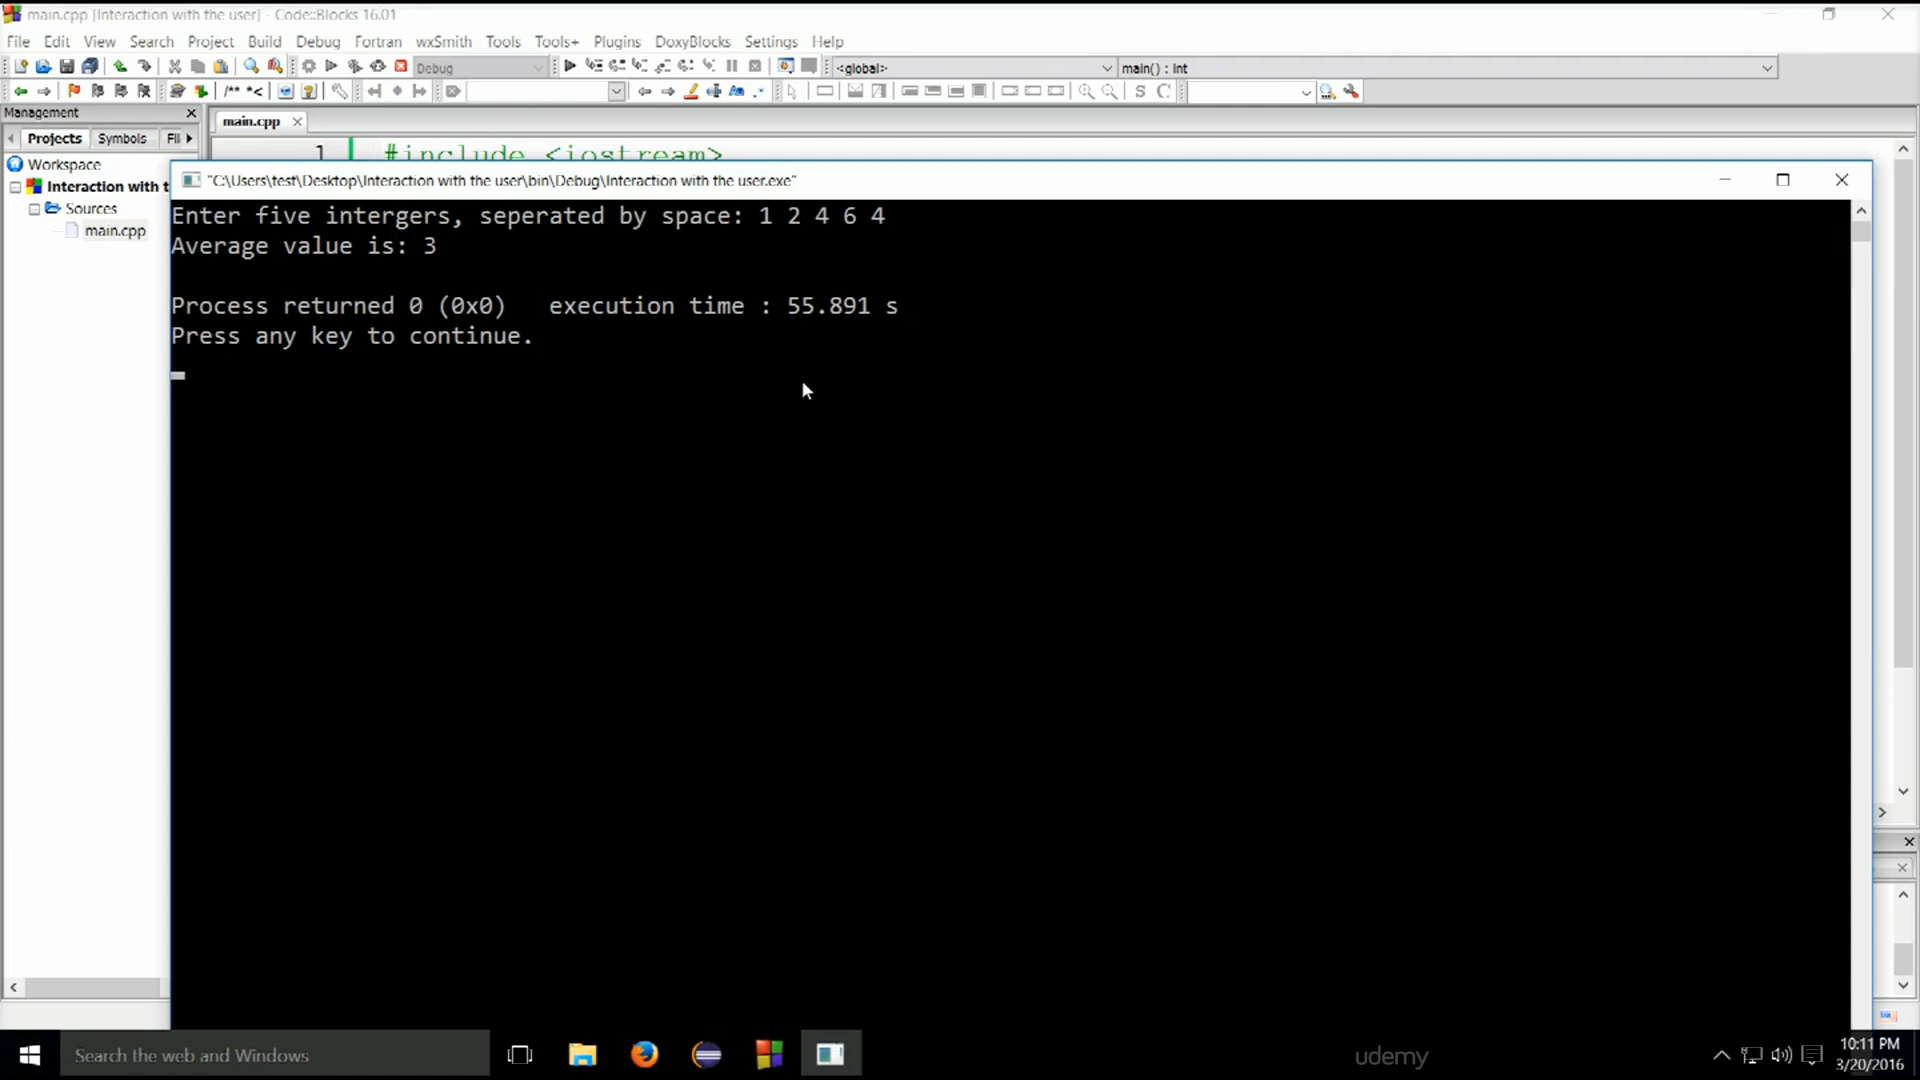 main.cpp [Interaction with the user] - Code::Blocks 16.01
File Edit View Search Project Build Debug Fortran wxSmith Tools Tools+ Plugins DoxyBlocks Settings Help
Debug
<global>
main() : int
/** *<
S C
Management
main.cpp
Projects Symbols Fil
1 #include <iostream>
Workspace
Interaction with t
Sources
main.cpp
"C:\Users\test\Desktop\Interaction with the user\bin\Debug\Interaction with the user.exe"
Enter five intergers, seperated by space: 1 2 4 6 4
Average value is: 3
Process returned 0 (0x0) execution time : 55.891 s
Press any key to continue.
Search the web and Windows
udemy
10:11 PM
3/20/2016